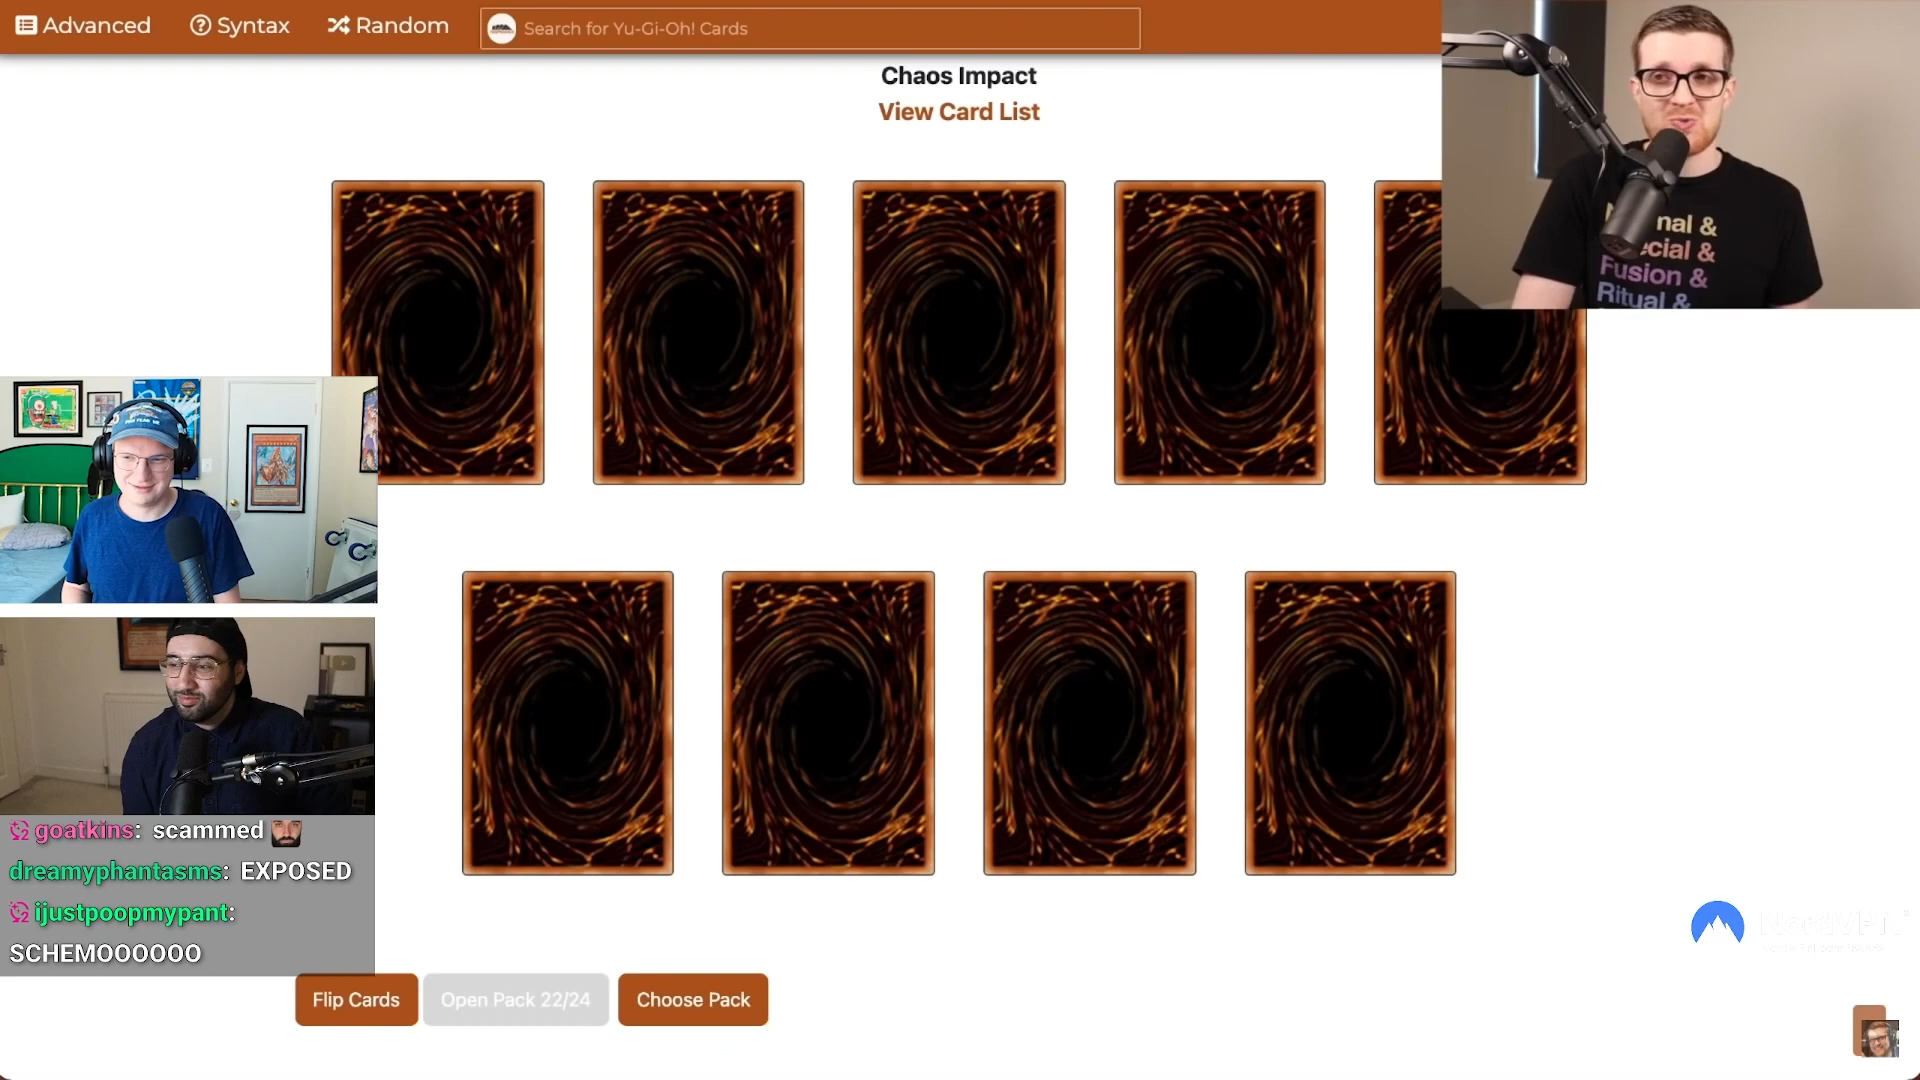 Advanced
Syntax
Random
Search for Yu-Gi-Oh! Cards
Chaos Impact
View Card List
nal &
cial &
Fusion &
Ritual &
goatkins: scammed
dreamyphantasms: EXPOSED
ijustpoopmypant:
SCHEMOOOOOO
Flip Cards
Open Pack 22/24
Choose Pack
NordVPN